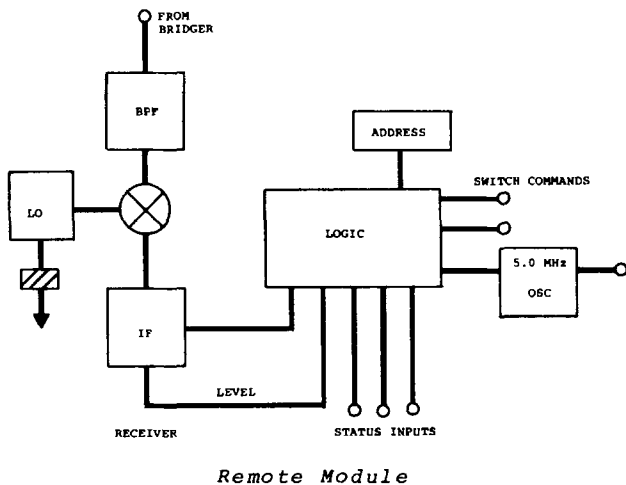 FROM
BRIDGER
BPF
ADDRESS
SWITCH COMMANDS
LO
LOGIC
5.0 MHz
OSC
IF
LEVEL
RECEIVER
STATUS INPUTS
Remote Module